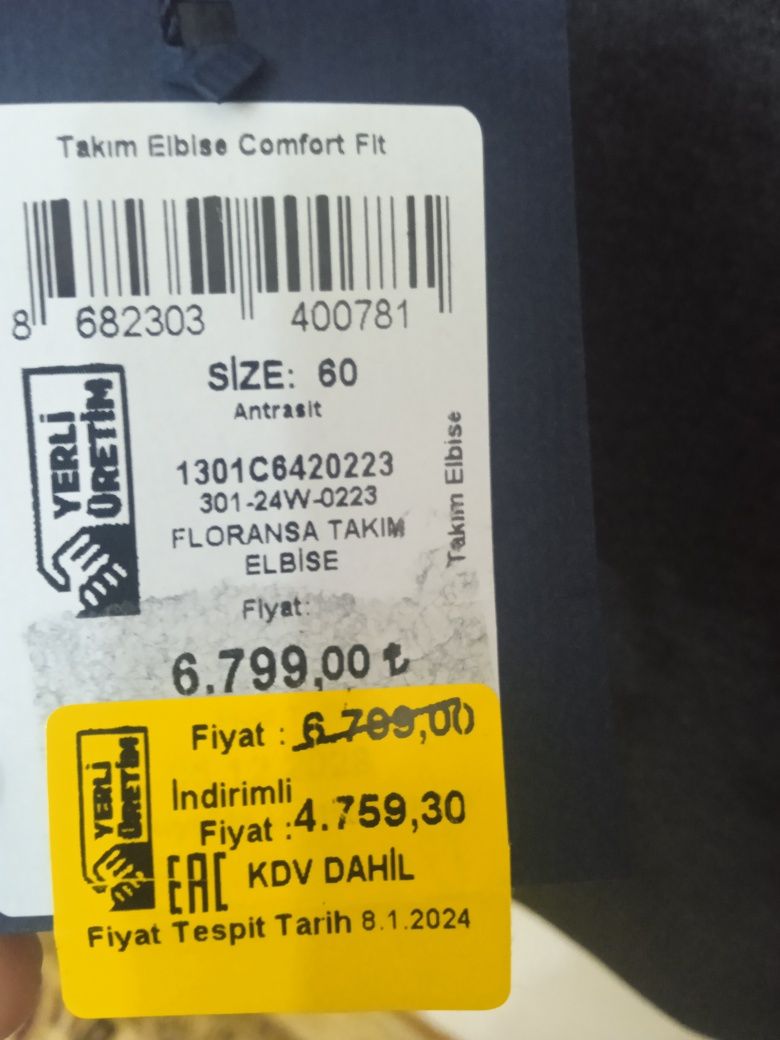 Takım Elbise Comfort Fit
8 682303 400781
SİZE: 60
Antrasit
YERLİ
ÜRETİM
1301C6420223
301-24W-0223
FLORANSA TAKIM
ELBİSE
Takım Elbise
Fiyat:
6.799,00 ₺
YERLİ
ÜRETİM
Fiyat : 6.799,00
İndirimli
Fiyat :4.759,30
EAC KDV DAHİL
Fiyat Tespit Tarih 8.1.2024